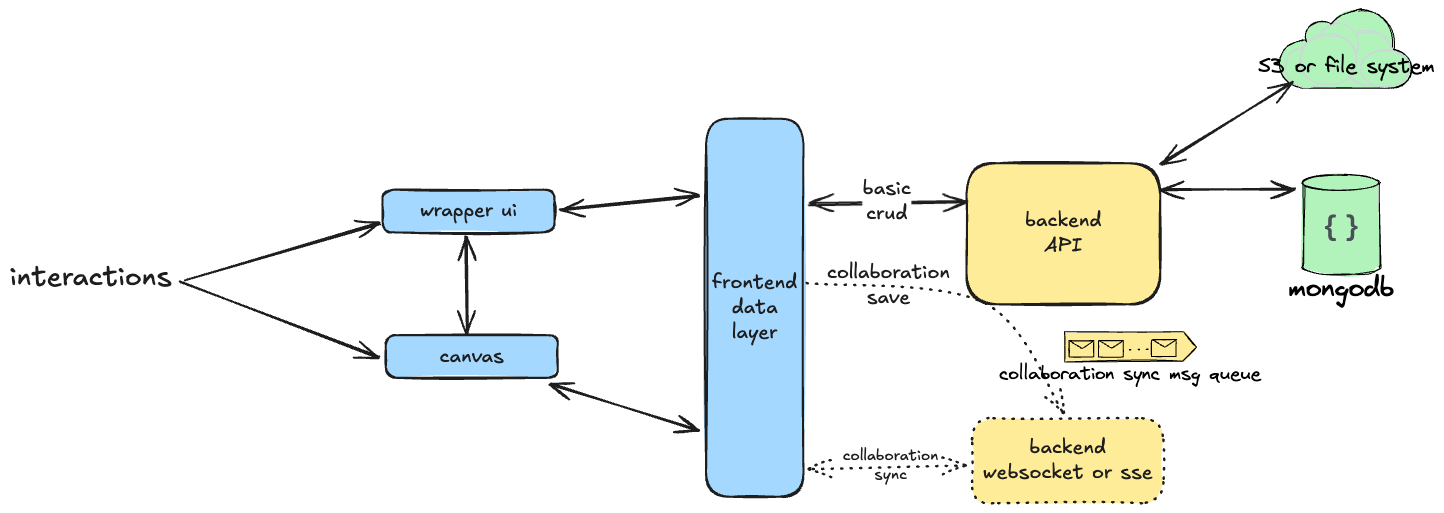 S3 or file system
basic
crud
wrapper ui
backend
API
{ }
interactions
frontend
data
layer
collaboration
save
mongodb
canvas
...
collaboration sync msg queue
collaboration
sync
backend
websocket or sse